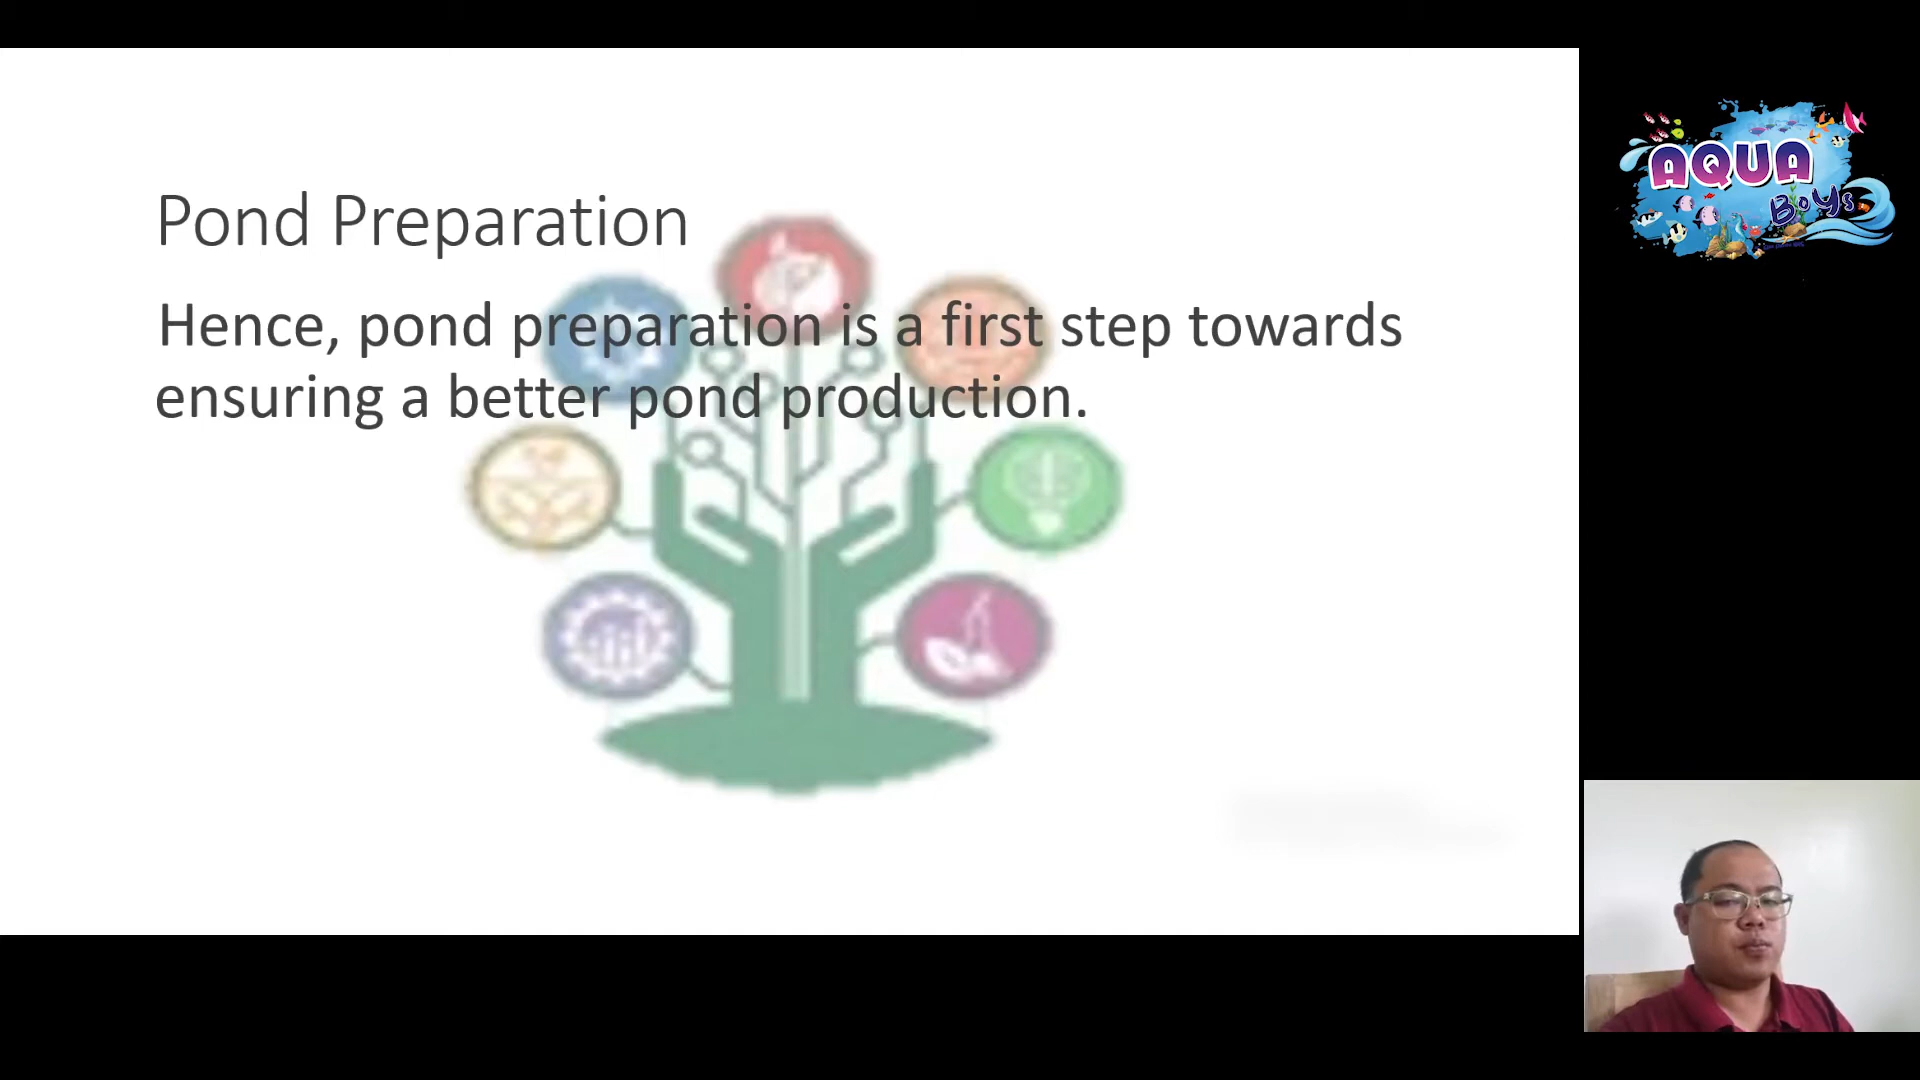 Pond Preparation
Hence, pond preparation is a first step towards
ensuring a better pond production.
AQUA
Boys